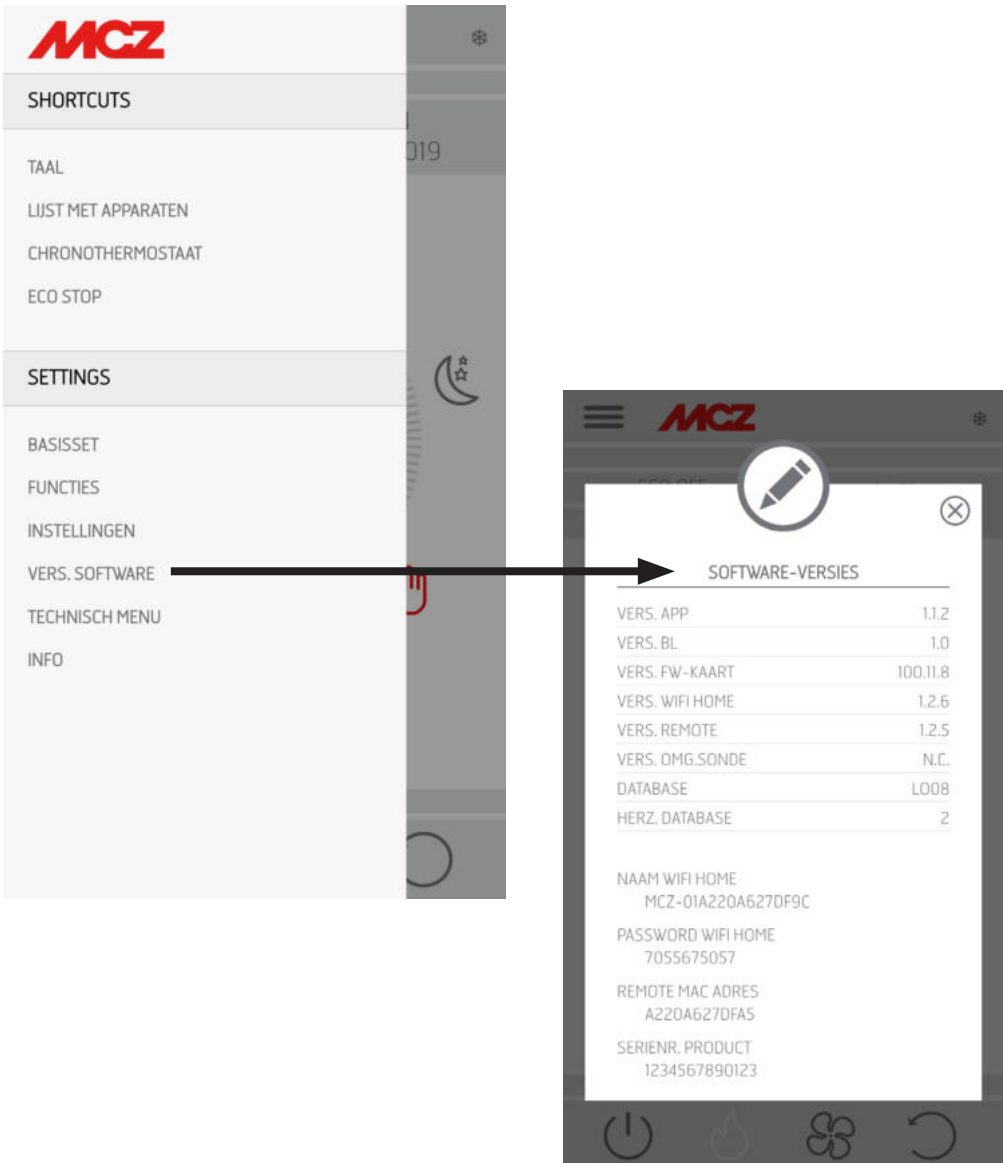 MCZ
SHORTCUTS
019
TAAL
LIJST MET APPARATEN
CHRONOTHERMOSTAAT
ECO STOP
SETTINGS
BASISSET
FUNCTIES
INSTELLINGEN
VERS. SOFTWARE
TECHNISCH MENU
INFO
MCZ
SOFTWARE-VERSIES
VERS. APP 1.1.2
VERS. BL 1.0
VERS. FW-KAART 100.11.8
VERS. WIFI HOME 1.2.6
VERS. REMOTE 1.2.5
VERS. OMG.SONDE N.C.
DATABASE LO08
HERZ. DATABASE 2
NAAM WIFI HOME
MCZ-01A220A627DF9C
PASSWORD WIFI HOME
7055675057
REMOTE MAC ADRES
A220A627DFA5
SERIENR. PRODUCT
1234567890123